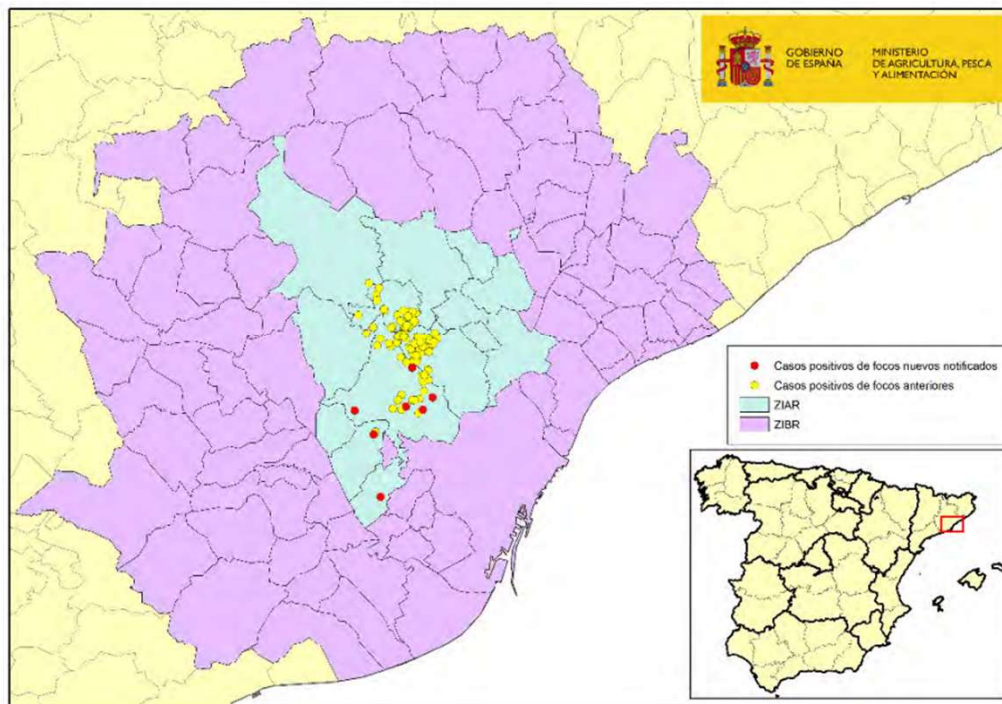 GOBIERNO
DE ESPAÑA
MINISTERIO
DE AGRICULTURA, PESCA
Y ALIMENTACIÓN
Casos positivos de focos nuevos notificados
Casos positivos de focos anteriores
ZIAR
ZIBR